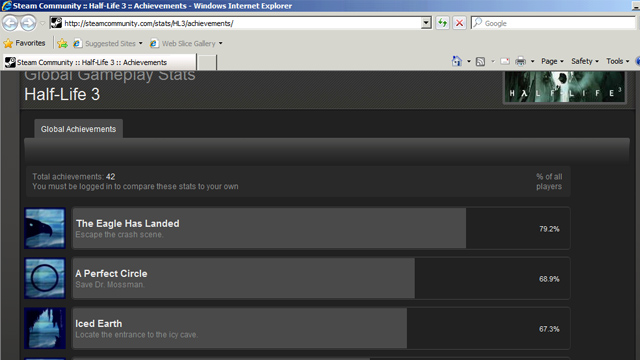 Steam Community :: Half-Life 3 :: Achievements - Windows Internet Explorer
http://steamcommunity.com/stats/HL3/achievements/
Google
Favorites
Suggested Sites
Web Slice Gallery
Steam Community :: Half-Life 3 :: Achievements
Page
Safety
Tools
Global Gameplay Stats
Half-Life 3
HALF-LIFE 3
Global Achievements
Total achievements: 42
% of all
You must be logged in to compare these stats to your own
players
The Eagle Has Landed
Escape the crash scene.
79.2%
A Perfect Circle
Save Dr. Mossman.
68.9%
Iced Earth
Locate the entrance to the icy cave.
67.3%